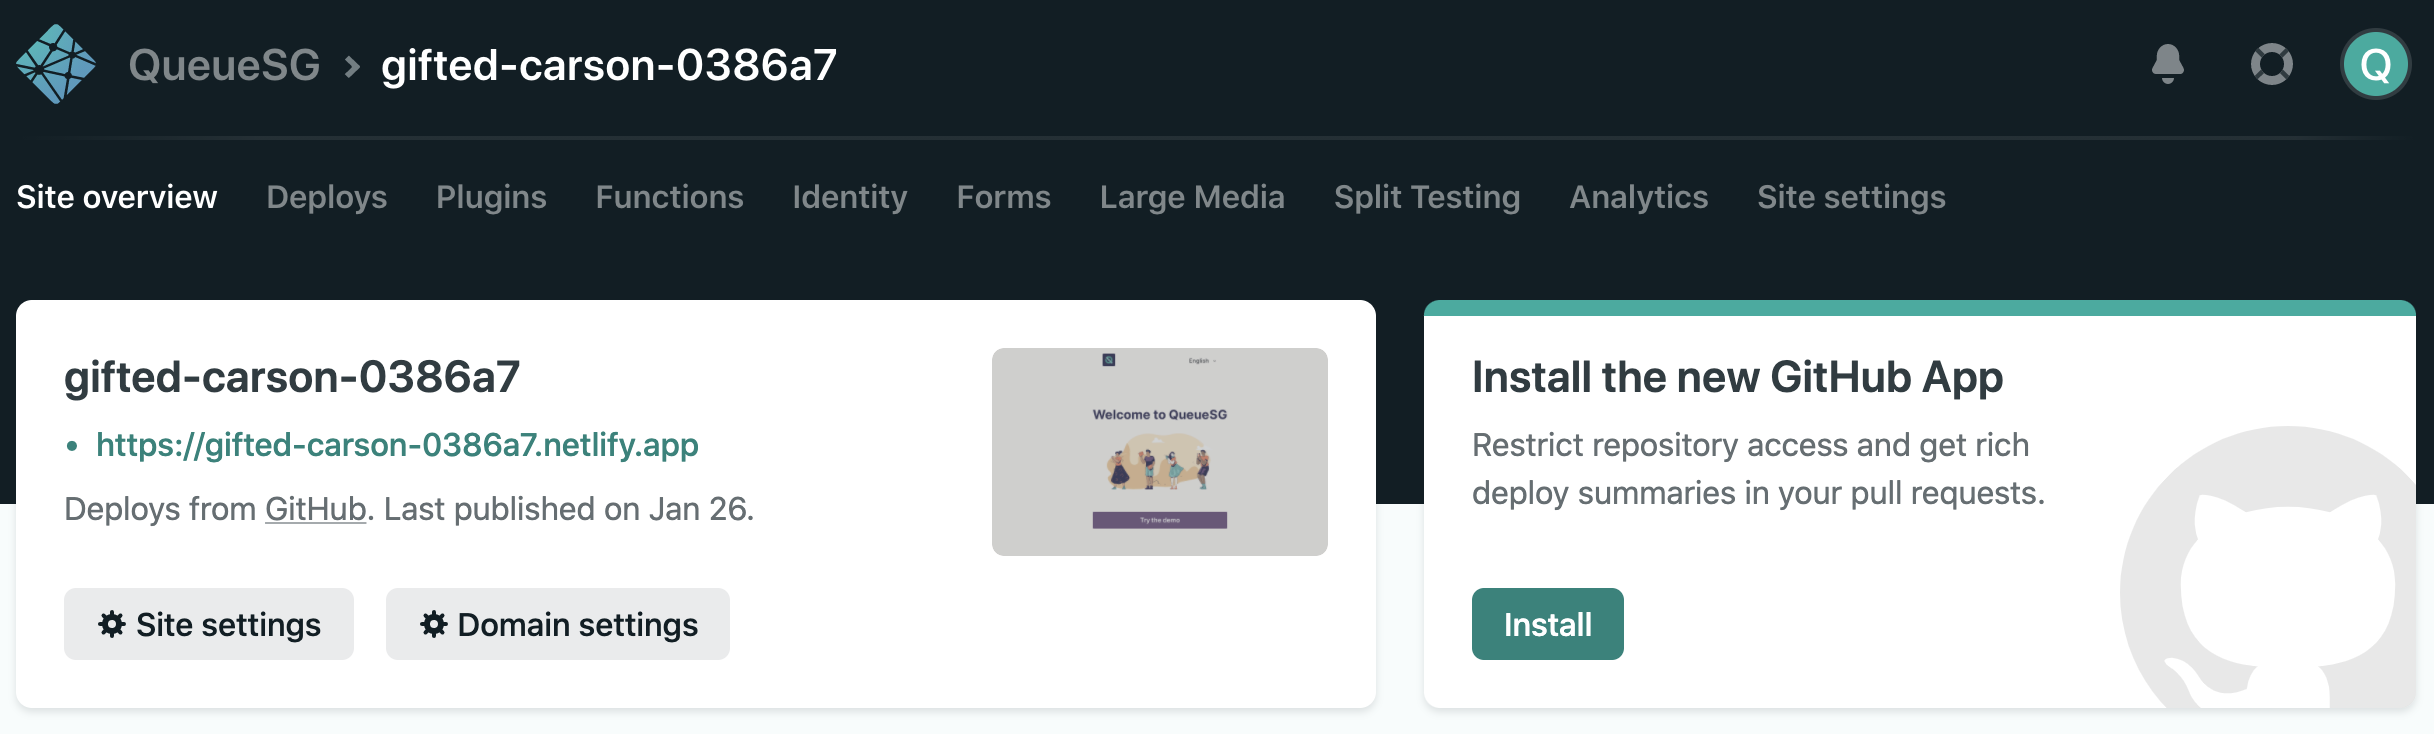 QueueSG > gifted-carson-0386a7
Q
Site overview Deploys Plugins Functions Identity Forms Large Media Split Testing Analytics Site settings
gifted-carson-0386a7
• https://gifted-carson-0386a7.netlify.app
Deploys from GitHub. Last published on Jan 26.
Site settings Domain settings
English
Welcome to QueueSG
Try the demo
Install the new GitHub App
Restrict repository access and get rich
deploy summaries in your pull requests.
Install